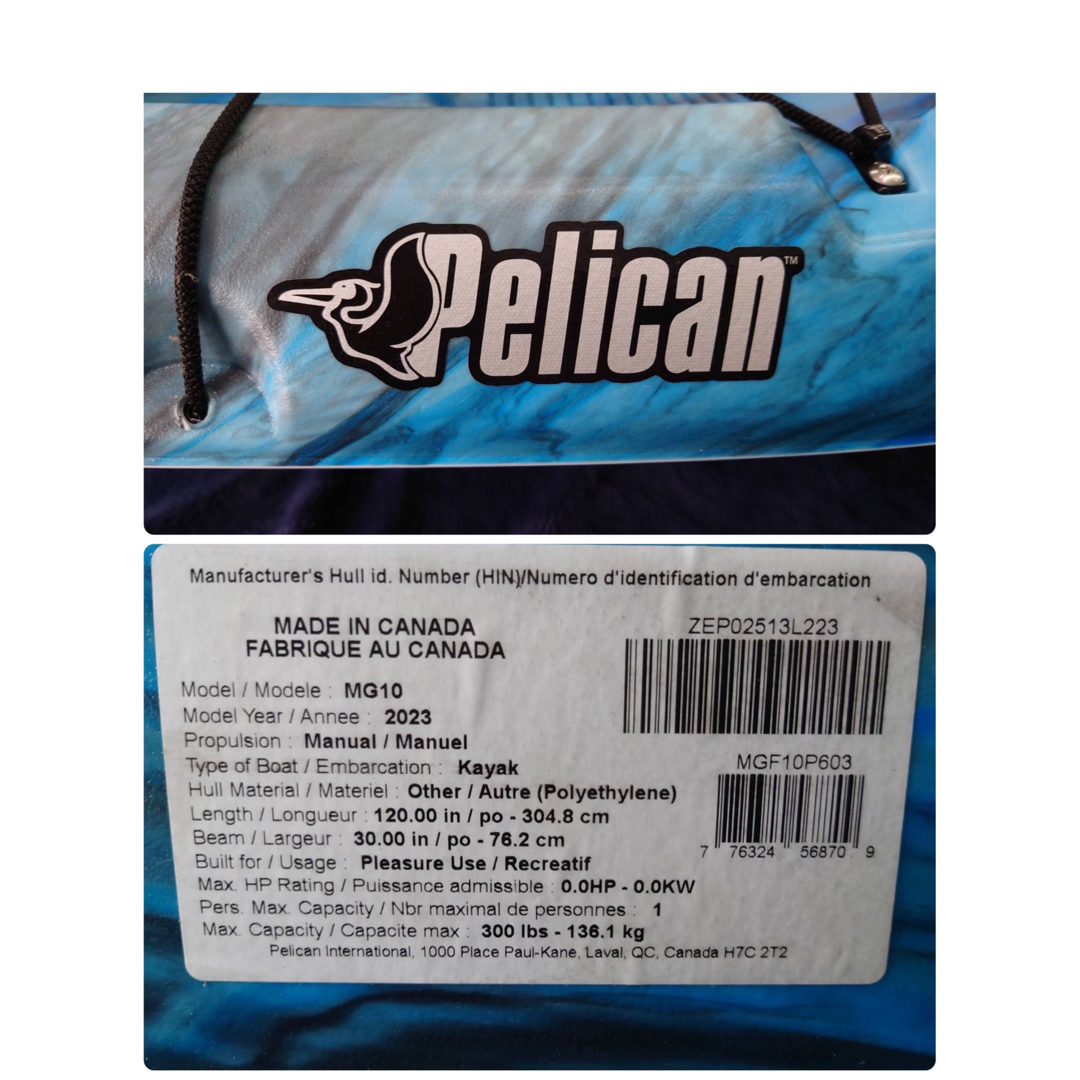 Pelican™
Manufacturer's Hull id. Number (HIN)/Numero d'identification d'embarcation
MADE IN CANADA
FABRIQUE AU CANADA
ZEP02513L223
Model / Modele : MG10
Model Year / Annee : 2023
Propulsion : Manual / Manuel
Type of Boat / Embarcation : Kayak
Hull Material / Materiel : Other / Autre (Polyethylene)
Length / Longueur : 120.00 in / po - 304.8 cm
Beam / Largeur : 30.00 in / po - 76.2 cm
Built for / Usage : Pleasure Use / Recreatif
Max. HP Rating / Puissance admissible : 0.0HP - 0.0KW
Pers. Max. Capacity / Nbr maximal de personnes : 1
Max. Capacity / Capacite max : 300 lbs - 136.1 kg
MGF10P603
7 76324 56870 9
Pelican International, 1000 Place Paul-Kane, Laval, QC, Canada H7C 2T2